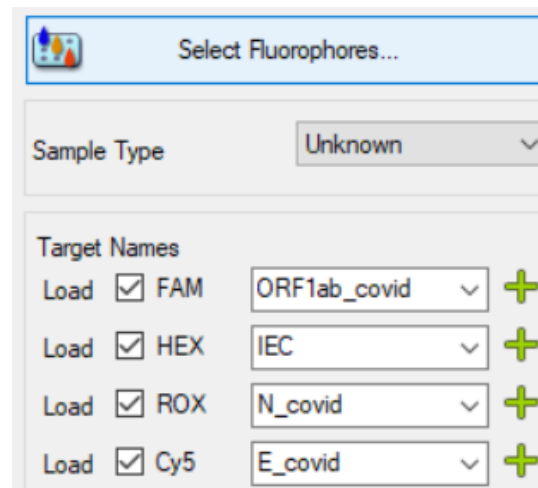 Select Fluorophores...
Sample Type Unknown
Target Names
Load FAM ORF1ab_covid
Load HEX IEC
Load ROX N_covid
Load Cy5 E_covid